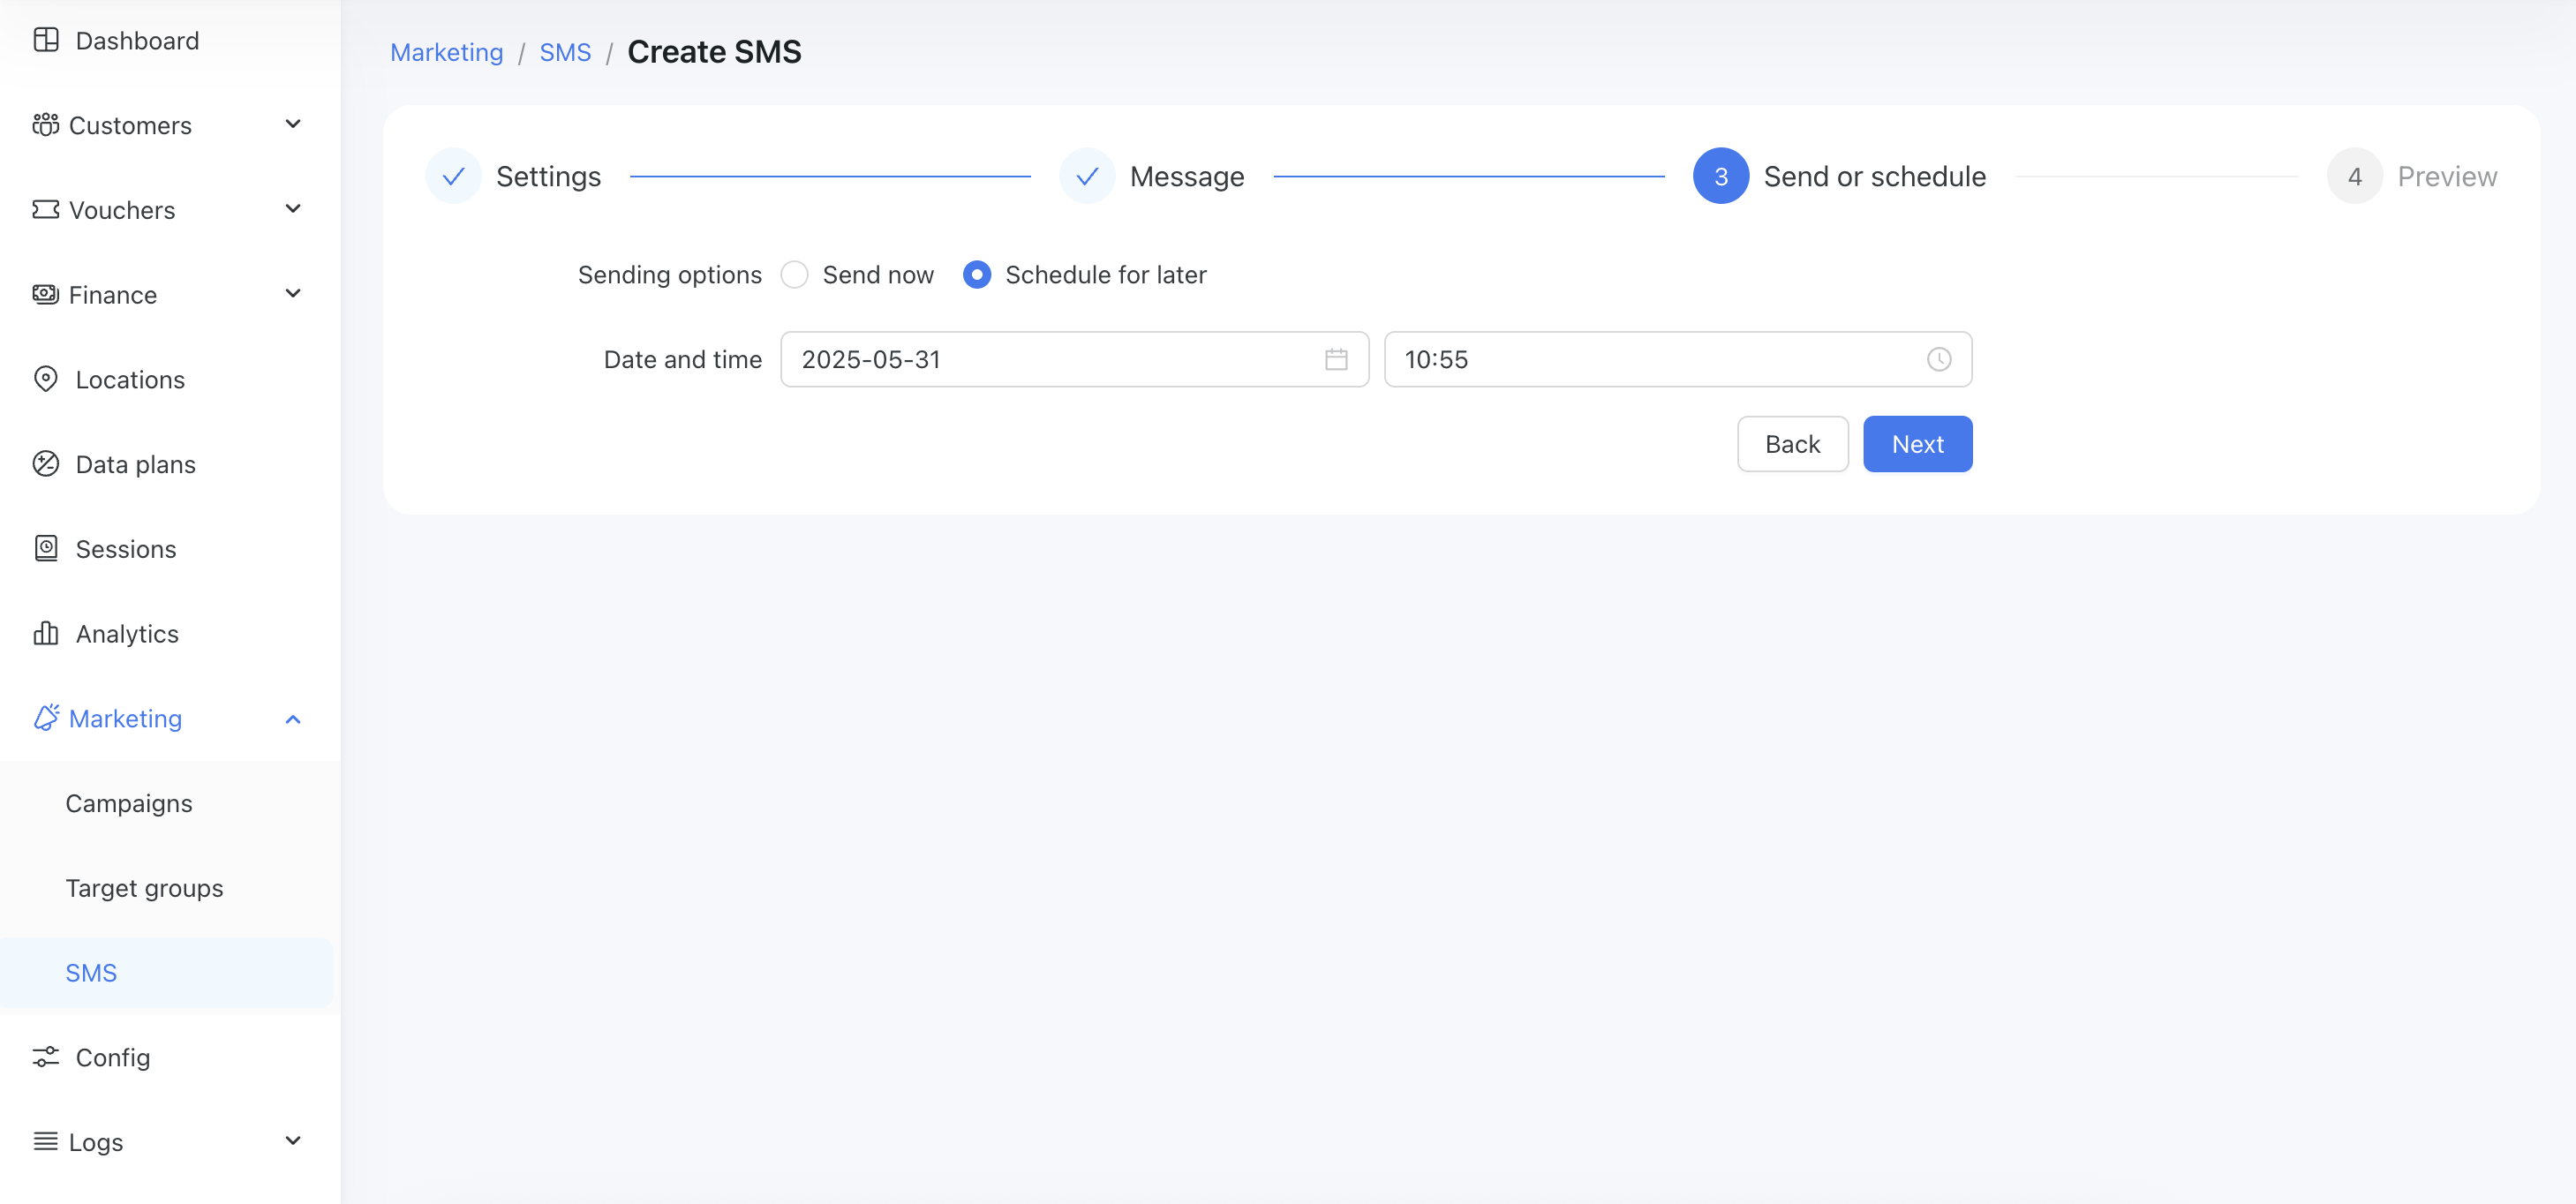 Dashboard
Customers
Vouchers
Finance
Locations
Data plans
Sessions
Analytics
Marketing
Campaigns
Target groups
SMS
Config
Logs
Marketing / SMS / Create SMS
Settings
Message
3 Send or schedule
4 Preview
Sending options Send now Schedule for later
Date and time 2025-05-31 10:55
Back Next